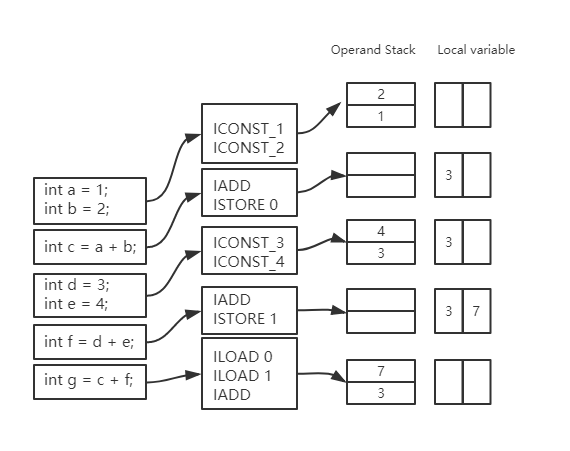 Operand Stack Local variable
int a = 1;
int b = 2;
ICONST_1
ICONST_2
2
1
int c = a + b;
IADD
ISTORE 0
3
int d = 3;
int e = 4;
ICONST_3
ICONST_4
4
3
3
int f = d + e;
IADD
ISTORE 1
3 7
int g = c + f;
ILOAD 0
ILOAD 1
IADD
7
3